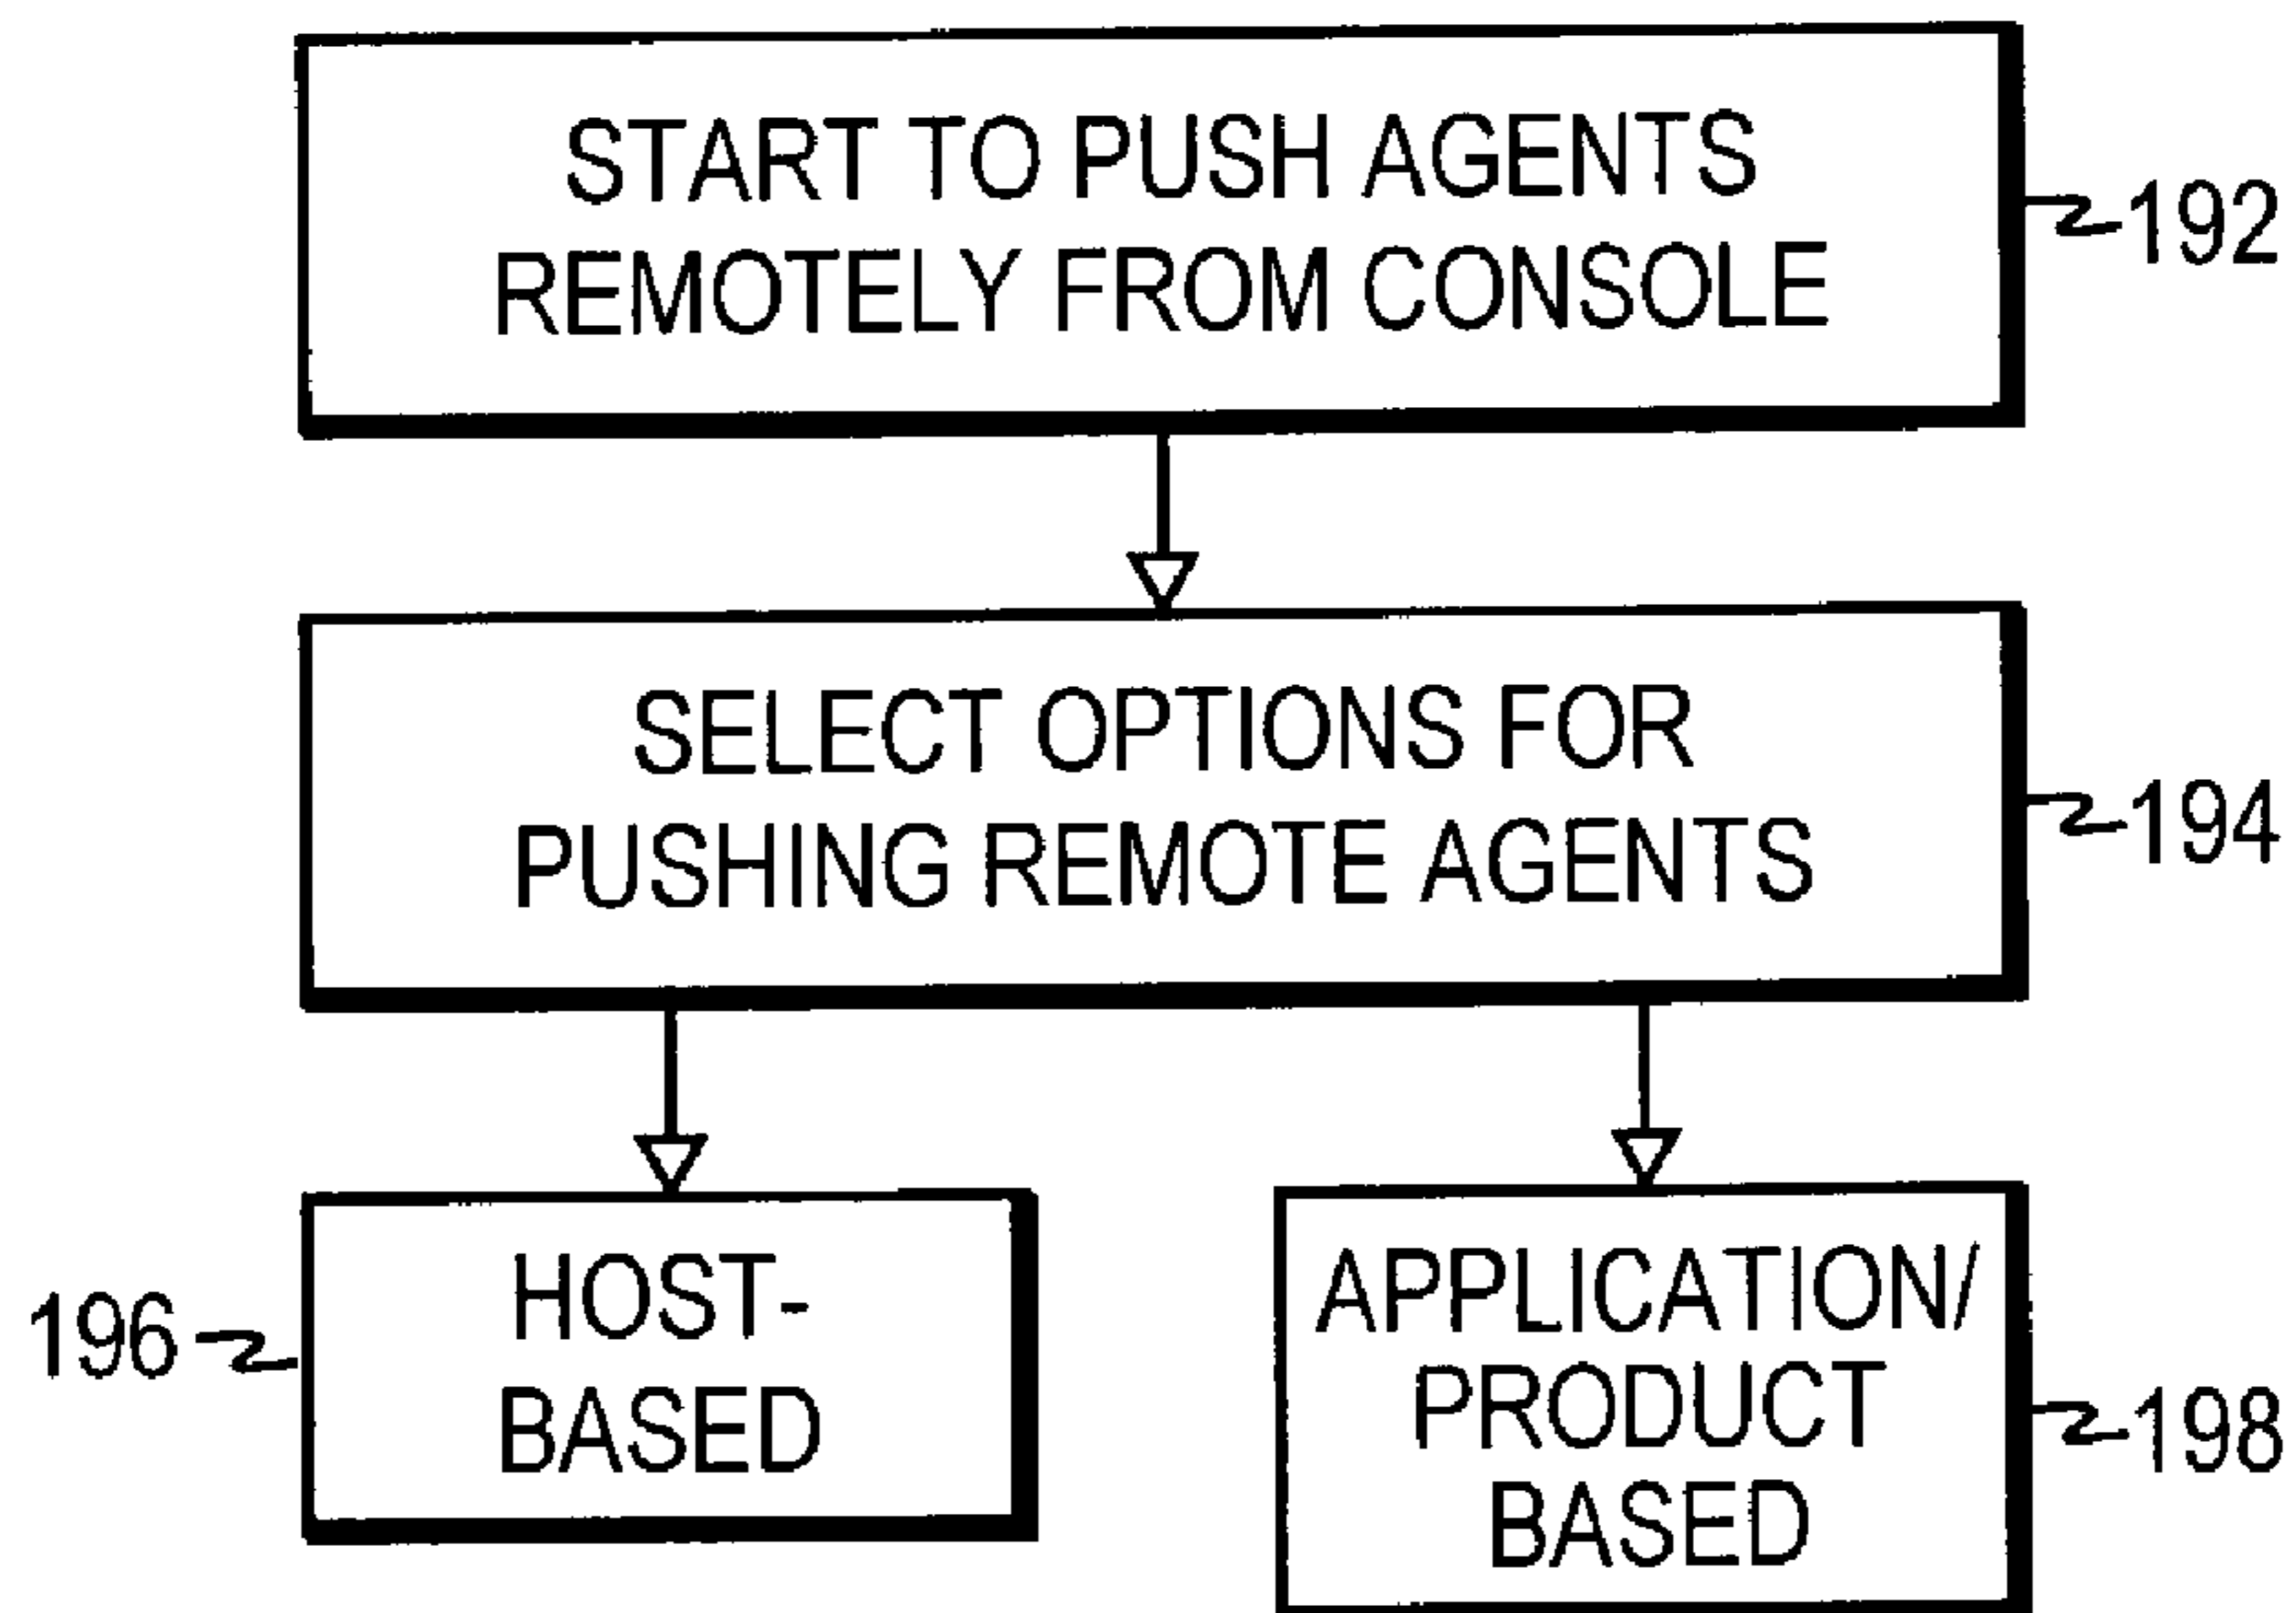 START TO PUSH AGENTS
REMOTELY FROM CONSOLE
192
SELECT OPTIONS FOR
PUSHING REMOTE AGENTS
194
196
HOST-
BASED
APPLICATION/
PRODUCT
BASED
198